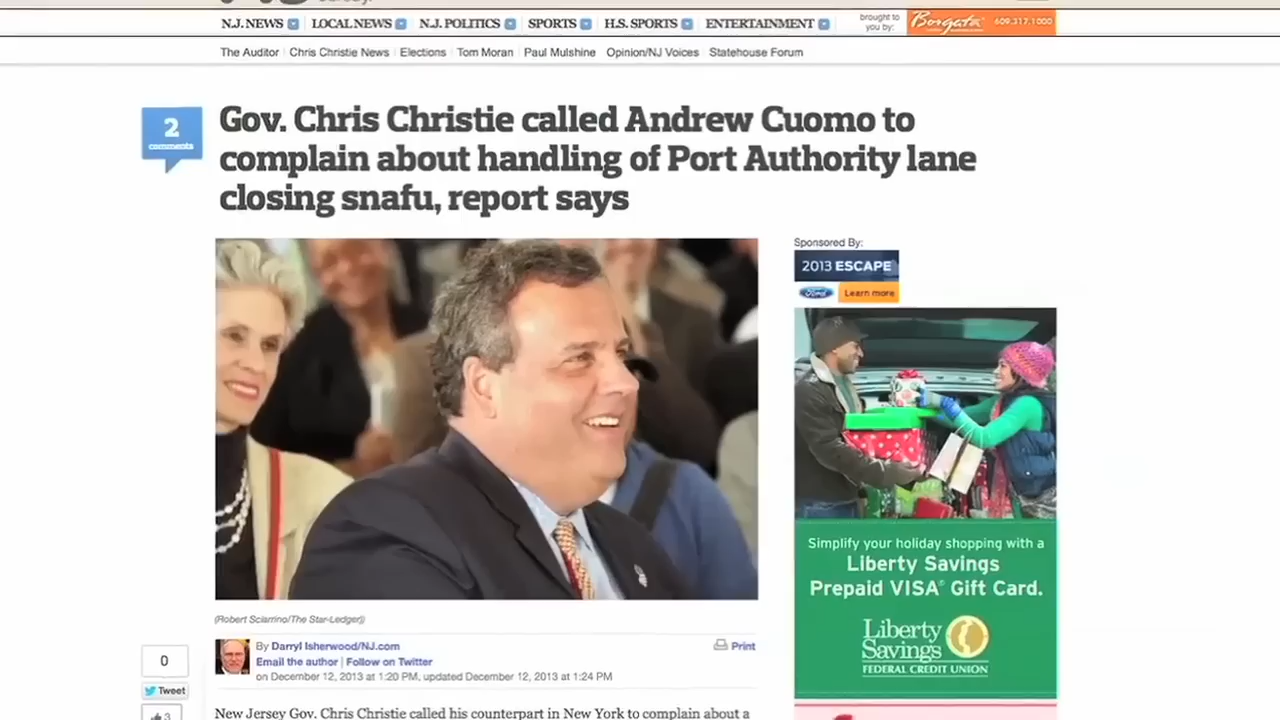 N.J. NEWS LOCAL NEWS N.J. POLITICS SPORTS H.S. SPORTS ENTERTAINMENT
brought to
you by:
Borgata 609.317.1000
The Auditor Chris Christie News Elections Tom Moran Paul Mulshine Opinion/NJ Voices Statehouse Forum
2
comments
Gov. Chris Christie called Andrew Cuomo to
complain about handling of Port Authority lane
closing snafu, report says
Sponsored By:
2013 ESCAPE
Ford Learn more
Simplify your holiday shopping with a
Liberty Savings
Prepaid VISA® Gift Card.
Liberty
Savings
FEDERAL CREDIT UNION
(Robert Sciarrino/The Star-Ledger))
By Darryl Isherwood/NJ.com
Print
Email the author | Follow on Twitter
on December 12, 2013 at 1:20 PM, updated December 12, 2013 at 1:24 PM
0
Tweet
3
New Jersey Gov. Chris Christie called his counterpart in New York to complain about a